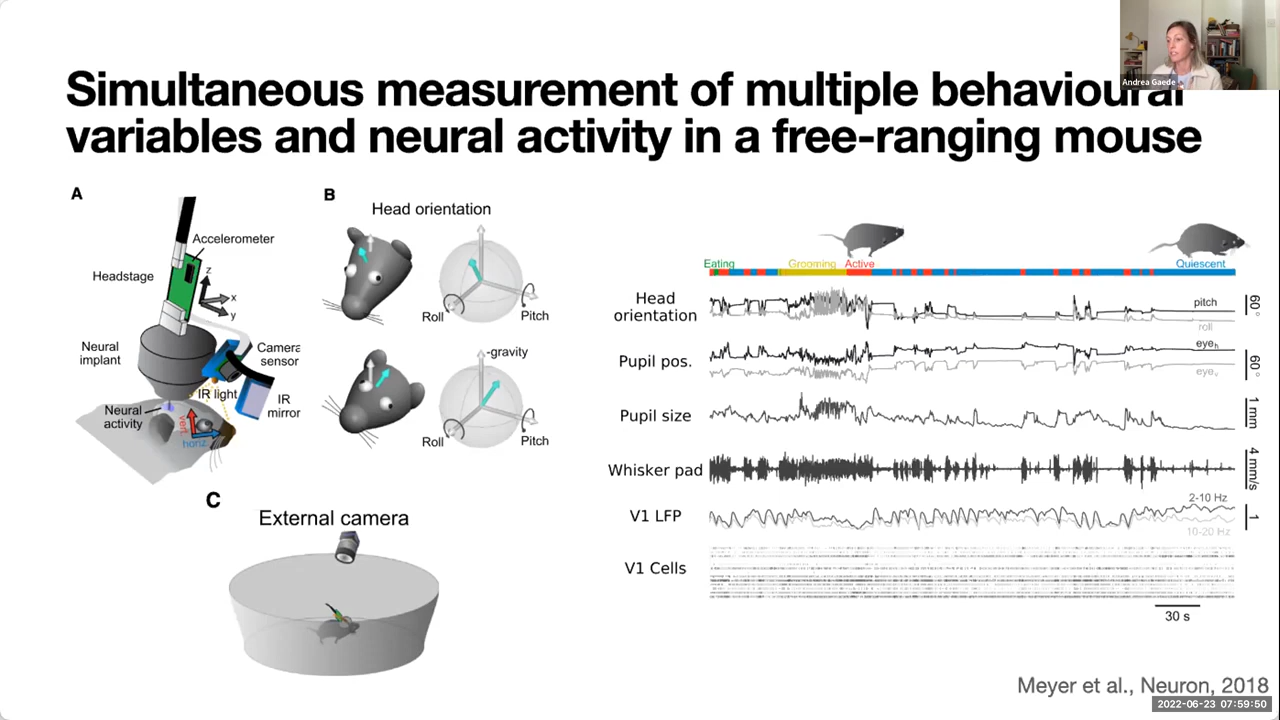 Andrea Gaede
Simultaneous measurement of multiple behavioural
variables and neural activity in a free-ranging mouse
A
Accelerometer
Headstage
z
x
y
Neural
implant
Camera
sensor
IR light
IR
mirror
Neural
activity
vert
horiz
B
Head orientation
Roll
Pitch
-gravity
Roll
Pitch
C
External camera
Eating
Grooming
Active
Quiescent
Head
orientation
pitch
roll
60°
Pupil pos.
eyeh
eyev
60°
Pupil size
1 mm
Whisker pad
4 mm/s
V1 LFP
2-10 Hz
10-20 Hz
1
V1 Cells
30 s
Meyer et al., Neuron, 2018
2022-06-23 07:59:50